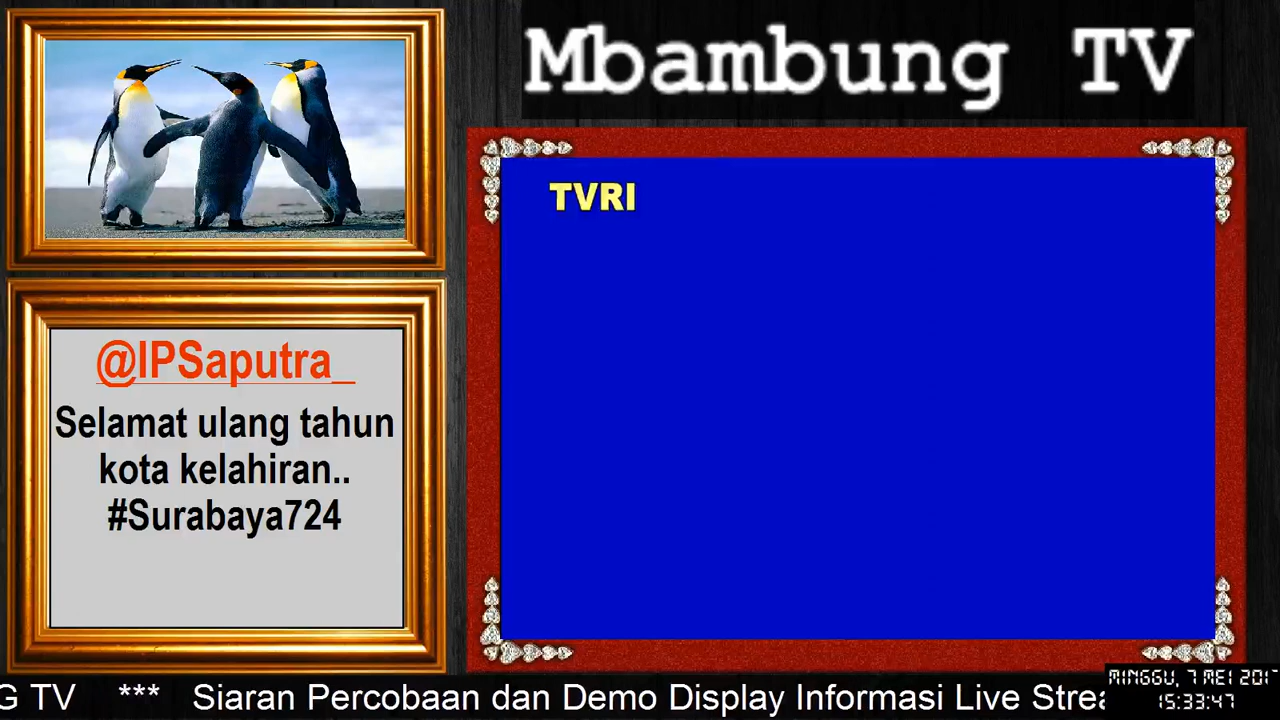 Mbambung TV
TVRI
@IPSaputra_
Selamat ulang tahun
kota kelahiran..
#Surabaya724
G TV *** Siaran Percobaan dan Demo Display Informasi Live Strea
MINGGU, 7 MEI 2017
15:33:47